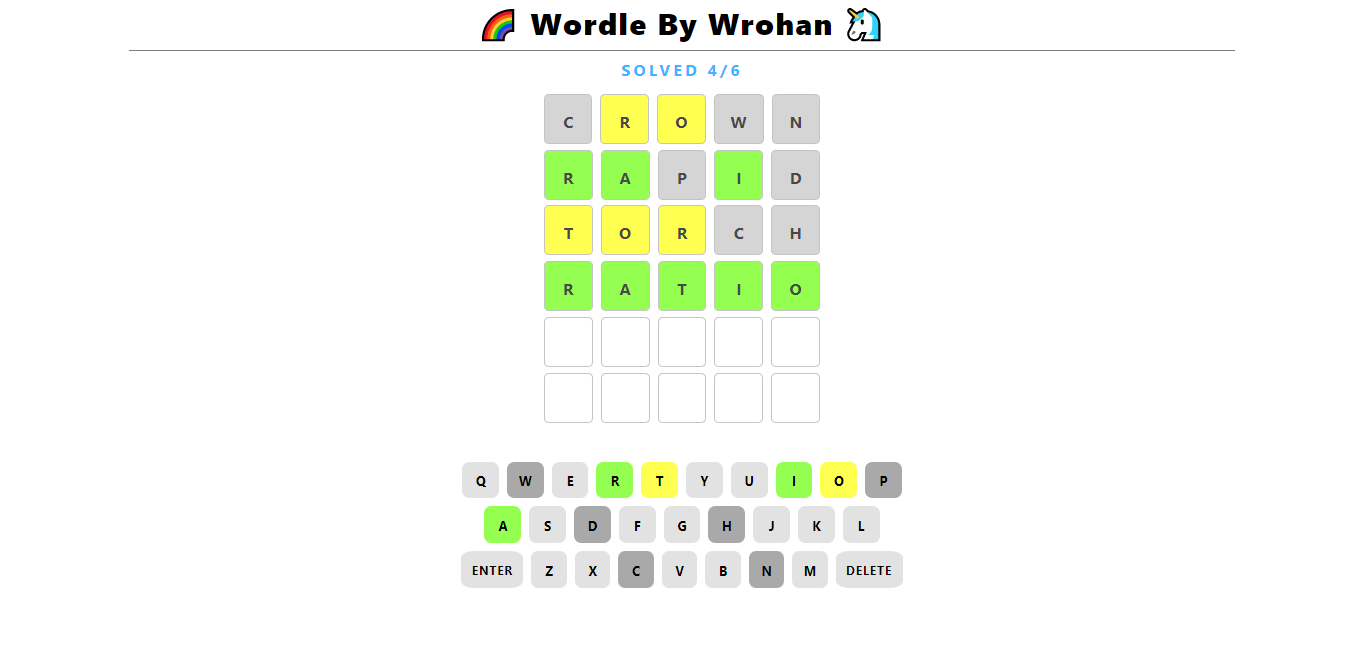 Wordle By Wrohan
SOLVED 4/6
C R O W N
R A P I D
T O R C H
R A T I O
Q W E R T Y U I O P
A S D F G H J K L
ENTER Z X C V B N M DELETE